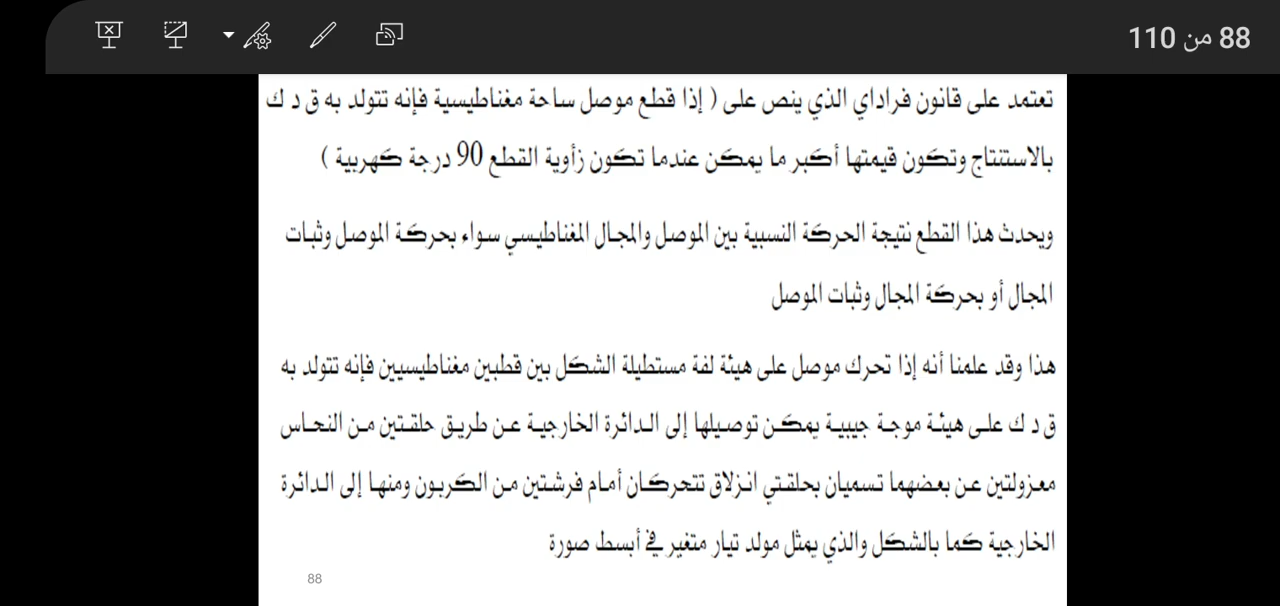 88 من 110
تعتمد على قانون فراداي الذي ينص على ( إذا قطع موصل ساحة مغناطيسية فإنه تتولد به ق د ك
بالاستنتاج وتكون قيمتها أكبر ما يمكن عندما تكون زأوية القطع 90 درجة كهربية )
ويحدث هذا القطع نتيجة الحركة النسبية بين الموصل والمجال المغناطيسي سواء بحركة الموصل وثبات
المجال أو بحركة المجال وثبات الموصل
هذا وقد علمنا أنه إذا تحرك موصل على هيئة لفة مستطيلة الشكل بين قطبين مغناطيسيين فإنه تتولد به
ق د ك على هيئة موجة جيبية يمكن توصيلها إلى الدائرة الخارجية عن طريق حلقتين من النحاس
معزولتين عن بعضهما تسميان بحلقتي انزلاق تتحركان أمام فرشتين من الكربون ومنها إلى الدائرة
الخارجية كما بالشكل والذي يمثل مولد تيار متغير في أبسط صورة
88